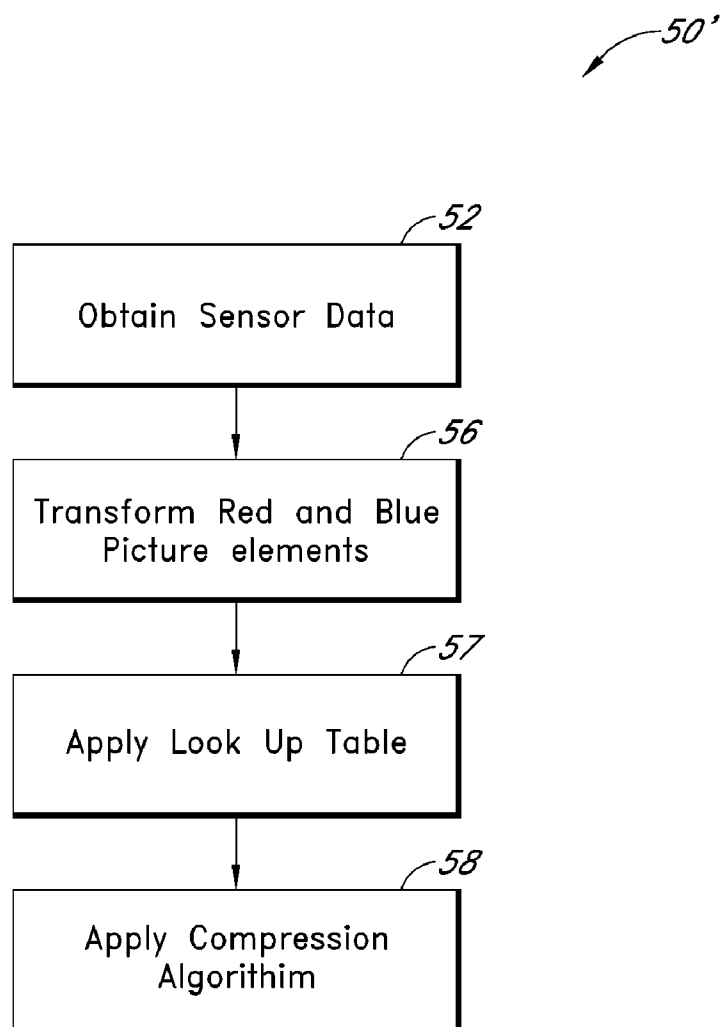 50'
52
Obtain Sensor Data
56
Transform Red and Blue
Picture elements
57
Apply Look Up Table
58
Apply Compression
Algorithim